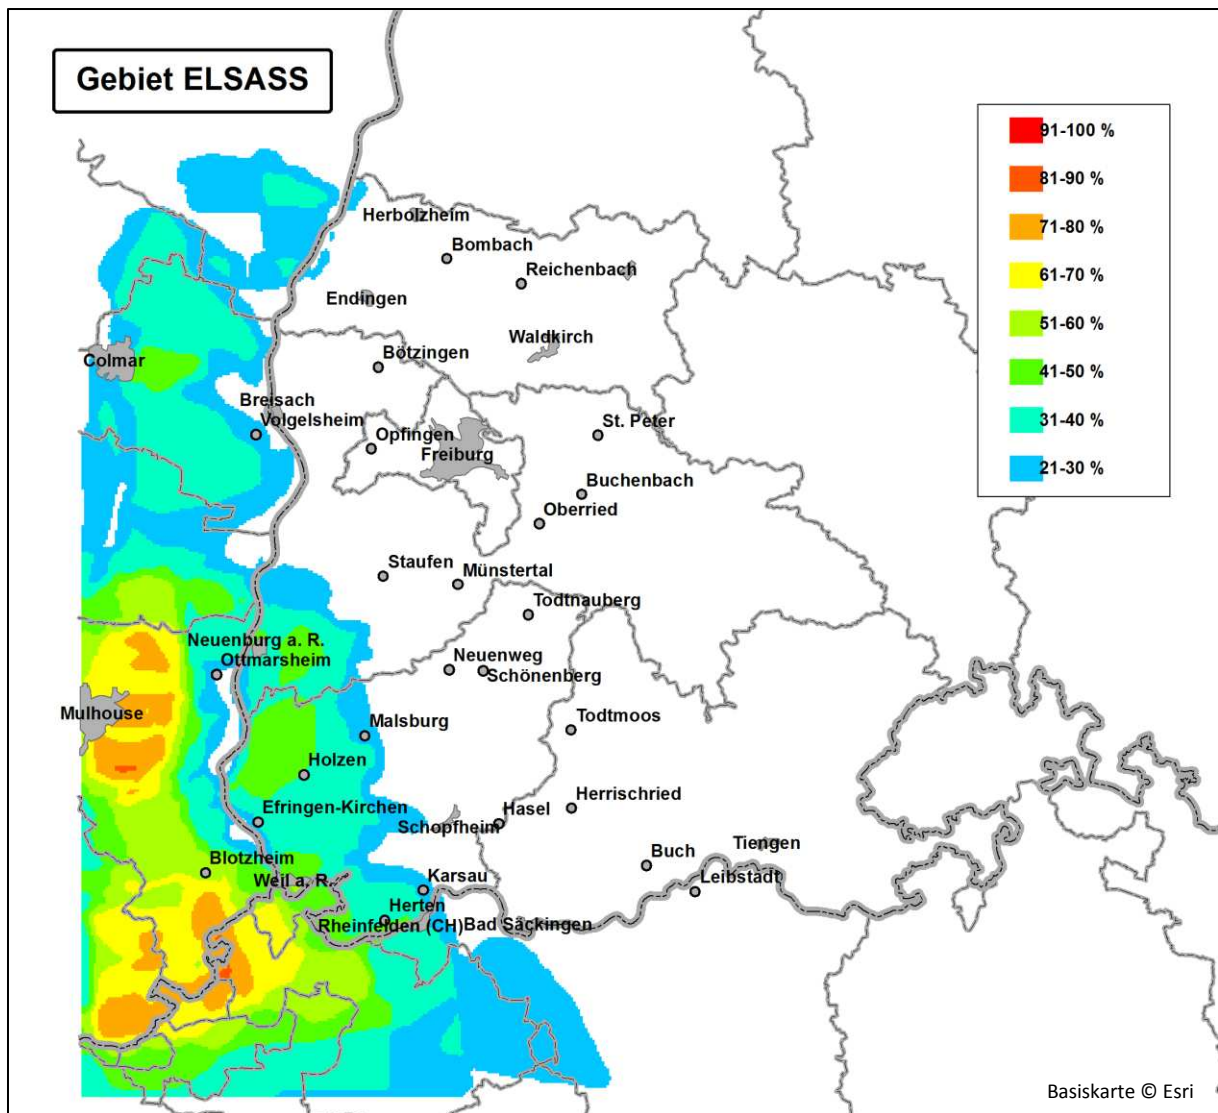 Gebiet ELSASS
91-100 %
81-90 %
71-80 %
61-70 %
51-60 %
41-50 %
31-40 %
21-30 %
Herbolzheim
Bombach
Reichenbach
Endingen
Waldkirch
Colmar
Bötzingen
Breisach
Volgelsheim
Opfingen
Freiburg
St. Peter
Buchenbach
Oberried
Staufen
Münstertal
Todtnauberg
Neuenburg a. R.
Ottmarsheim
Neuenweg
Schönenberg
Mulhouse
Malsburg
Todtmoos
Holzen
Efringen-Kirchen
Schopfheim
Hasel
Herrischried
Blotzheim
Weil a. R.
Karsau
Buch
Tiengen
Leibstadt
Herten
Rheinfelden (CH)
Bad Säckingen
Basiskarte © Esri